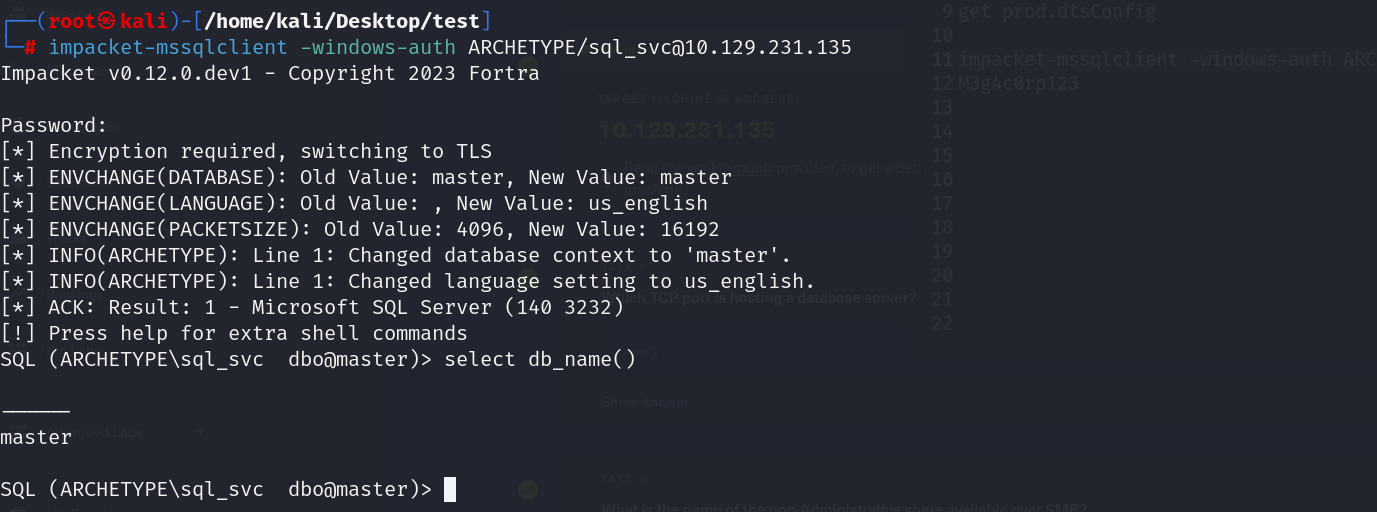 ┌──(root㉿kali)-[/home/kali/Desktop/test]
└─# impacket-mssqlclient -windows-auth ARCHETYPE/sql_svc@10.129.231.135
Impacket v0.12.0.dev1 - Copyright 2023 Fortra
Password:
[*] Encryption required, switching to TLS
[*] ENVCHANGE(DATABASE): Old Value: master, New Value: master
[*] ENVCHANGE(LANGUAGE): Old Value: , New Value: us_english
[*] ENVCHANGE(PACKETSIZE): Old Value: 4096, New Value: 16192
[*] INFO(ARCHETYPE): Line 1: Changed database context to 'master'.
[*] INFO(ARCHETYPE): Line 1: Changed language setting to us_english.
[*] ACK: Result: 1 - Microsoft SQL Server (140 3232)
[!] Press help for extra shell commands
SQL (ARCHETYPE\sql_svc  dbo@master)> select db_name()
------
master
SQL (ARCHETYPE\sql_svc  dbo@master)>
9 get prod.dtsConfig
10
11 impacket-mssqlclient -windows-auth ARC
12 M3g4c0rp123
13
14
15
16
17
18
19
20
21
22
TARGET MACHINE IP ADDRESS
10.129.231.135
Read the walkthrough provided, to get a det
Which TCP port is hosting a database server?
Show Answer
Labs
What is the name of the non-Administrative share available over SMB?